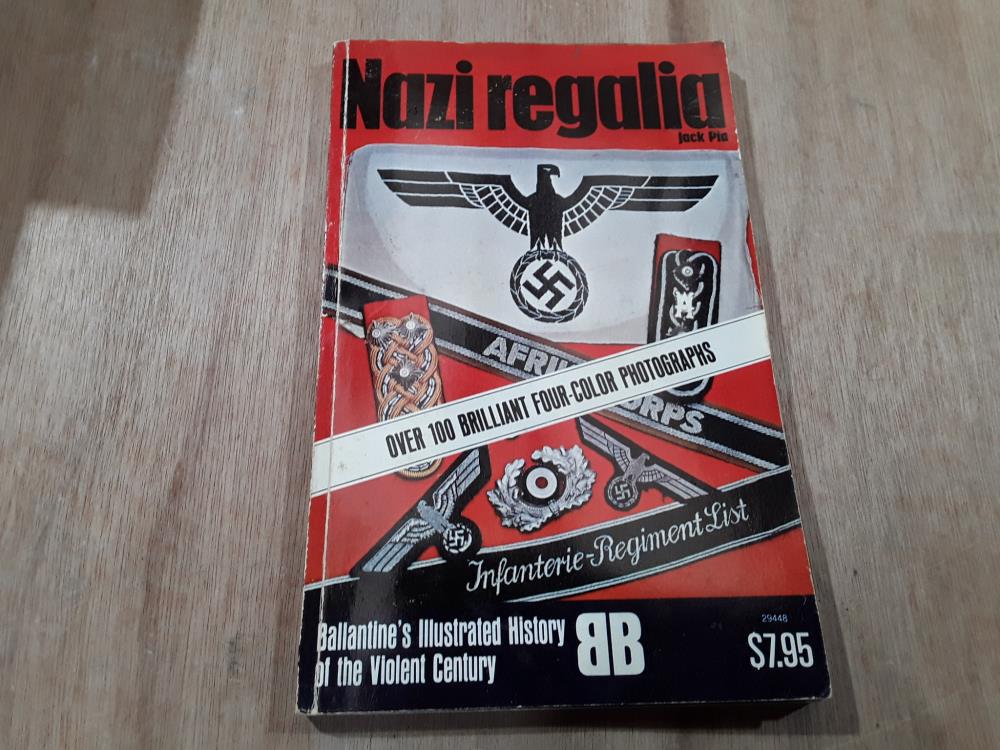 Nazi regalia
Jack Pia
AFRI
ORPS
OVER 100 BRILLIANT FOUR-COLOR PHOTOGRAPHS
Infanterie-Regiment List
Ballantine's Illustrated History
of the Violent Century
BB
29448
$7.95